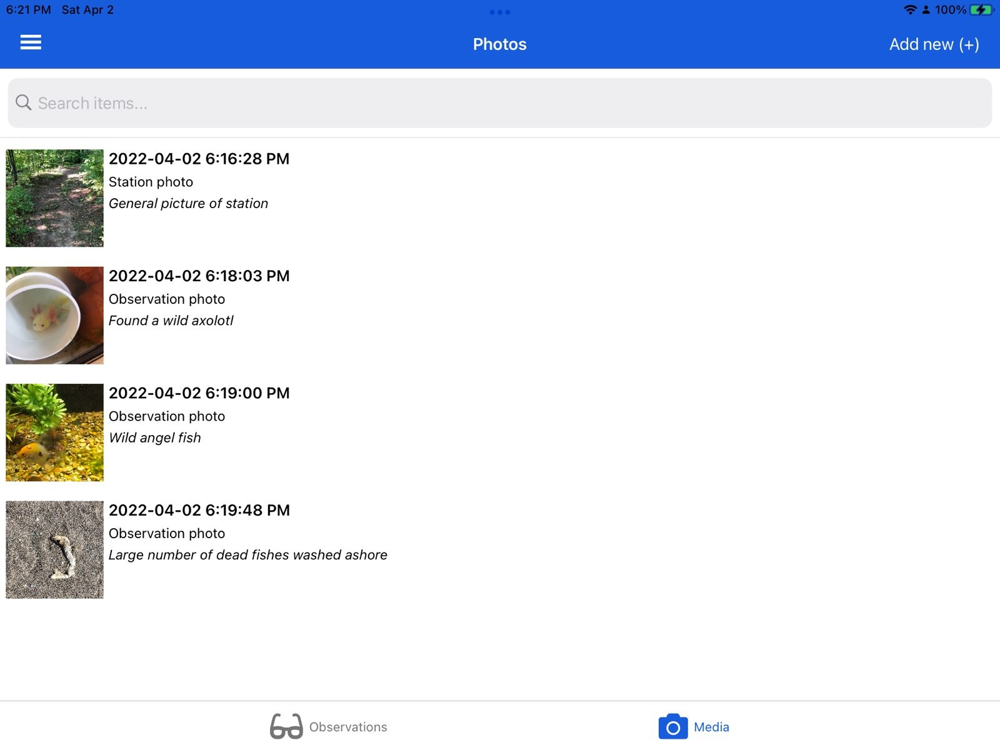 6:21 PM Sat Apr 2
100%
Photos
Add new (+)
Search items...
2022-04-02 6:16:28 PM
Station photo
General picture of station
2022-04-02 6:18:03 PM
Observation photo
Found a wild axolotl
2022-04-02 6:19:00 PM
Observation photo
Wild angel fish
2022-04-02 6:19:48 PM
Observation photo
Large number of dead fishes washed ashore
Observations
Media